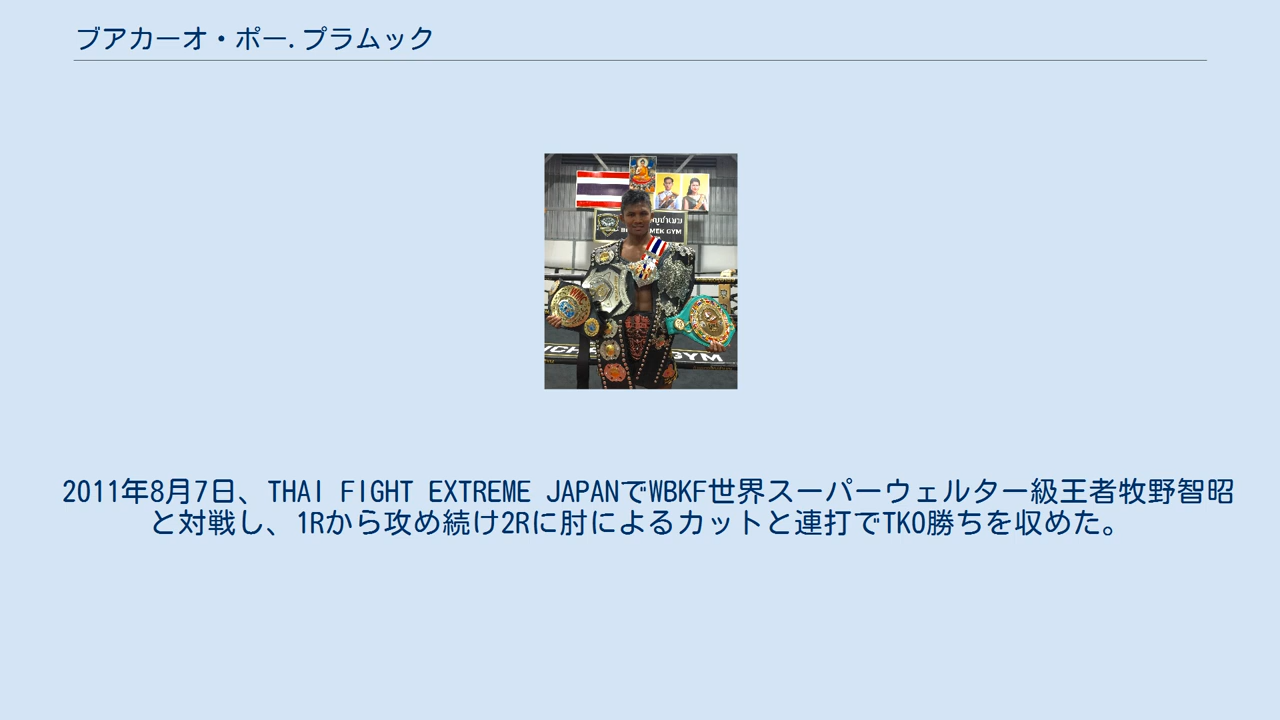 ブアカーオ・ポー.プラムック
MEK GYM
GYM
2011年8月7日、THAI FIGHT EXTREME JAPANでWBKF世界スーパーウェルター級王者牧野智昭
と対戦し、1Rから攻め続け2Rに肘によるカットと連打でTKO勝ちを収めた。